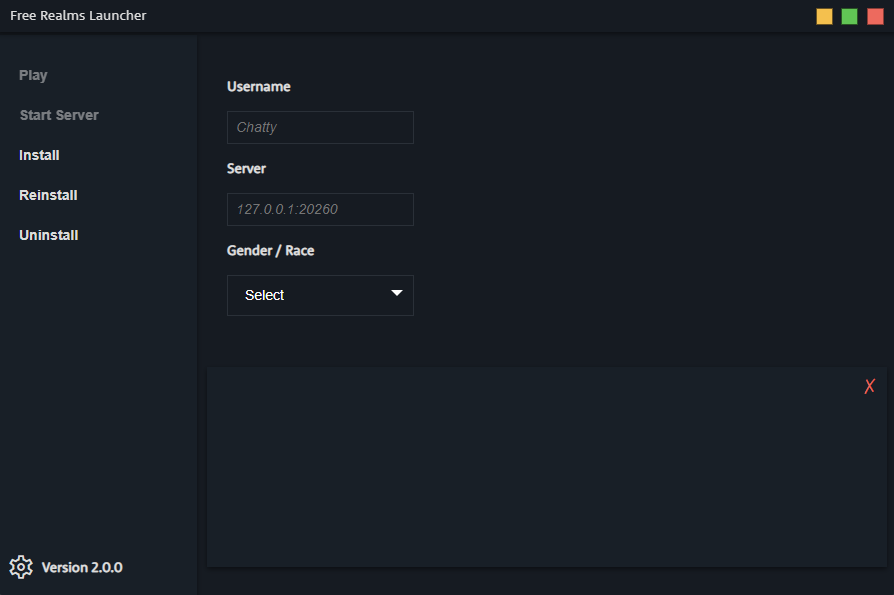 Free Realms Launcher
Play
Start Server
Install
Reinstall
Uninstall
Version 2.0.0
Username
Chatty
Server
127.0.0.1:20260
Gender / Race
Select
X